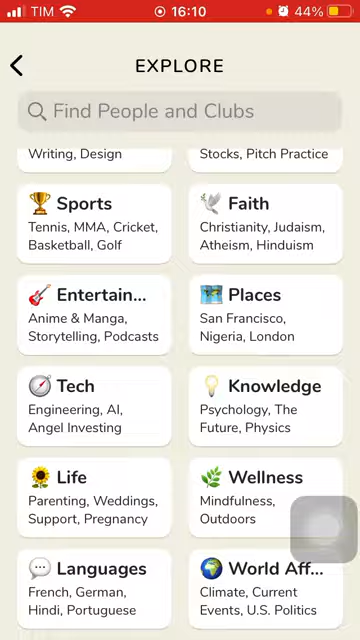 TIM 16:10 44%
EXPLORE
Find People and Clubs
Writing, Design
Stocks, Pitch Practice
Sports
Tennis, MMA, Cricket,
Basketball, Golf
Faith
Christianity, Judaism,
Atheism, Hinduism
Entertain...
Anime & Manga,
Storytelling, Podcasts
Places
San Francisco,
Nigeria, London
Tech
Engineering, AI,
Angel Investing
Knowledge
Psychology, The
Future, Physics
Life
Parenting, Weddings,
Support, Pregnancy
Wellness
Mindfulness,
Outdoors
Languages
French, German,
Hindi, Portuguese
World Aff...
Climate, Current
Events, U.S. Politics